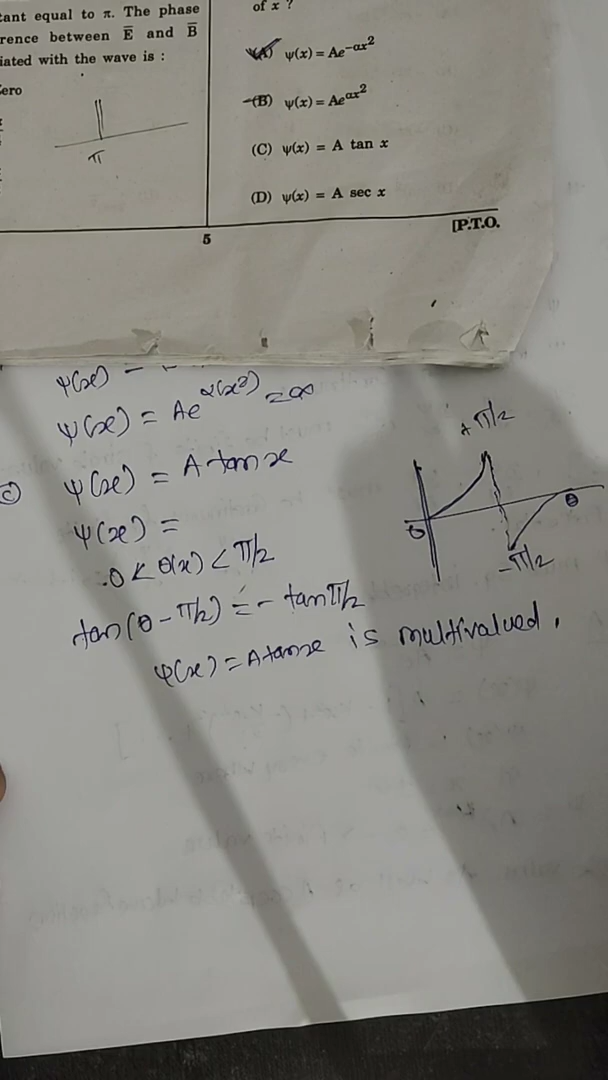 tant equal to π. The phase
rence between E̅ and B̅
iated with the wave is :
ero
π
of x ?
(A) ψ(x) = Ae^{-αx²}
(B) ψ(x) = Ae^{αx²}
(C) ψ(x) = A tan x
(D) ψ(x) = A sec x
5
[P.T.O.
ψ(x) =
ψ(x) = Ae^{α(x²)} = ∞
c) ψ(x) = A tan x
ψ(x) =
0 < θ(x) < π/2
tan(θ - π/2) = - tan π/2
ψ(x) = A tan x is multivalued.
+ π/2
0
θ
-π/2